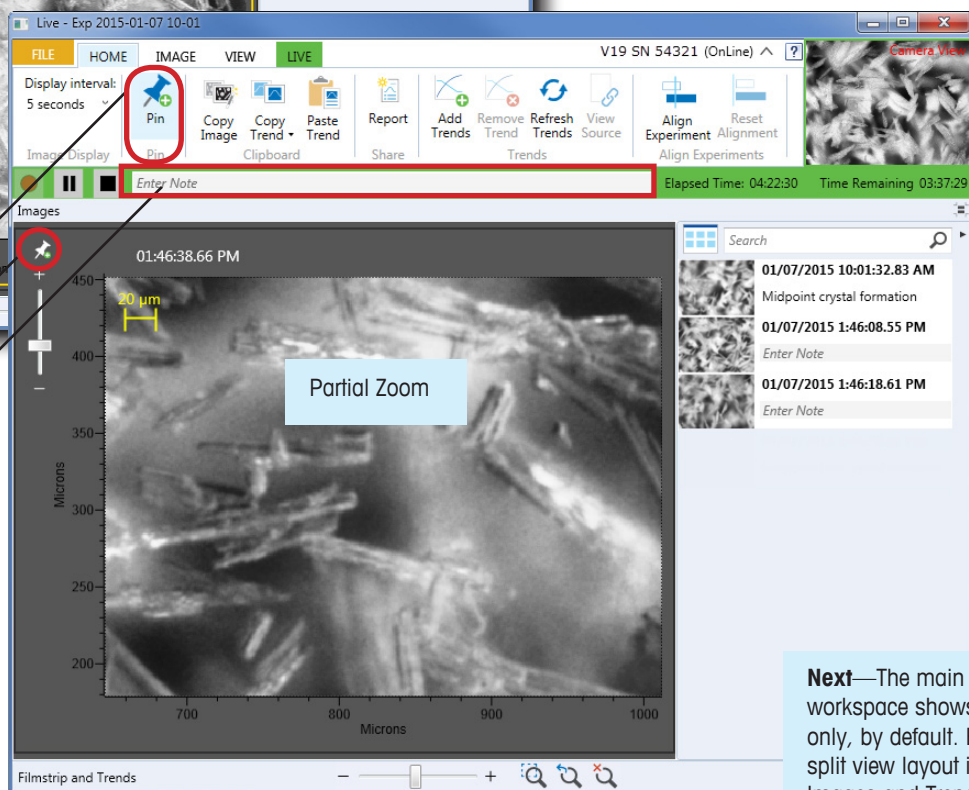 Live - Exp 2015-01-07 10-01
FILE HOME IMAGE VIEW LIVE
V19 SN 54321 (OnLine) ?
Camera View
Display interval:
5 seconds
Image Display
Pin
Pin
Copy Image
Copy Trend
Paste Trend
Clipboard
Report
Share
Add Trends
Remove Trend
Refresh Trends
View Source
Trends
Align Experiment
Reset Alignment
Align Experiments
Enter Note
Elapsed Time: 04:22:30
Time Remaining 03:37:29
Images
01:46:38.66 PM
20 µm
Partial Zoom
450
400
350
300
250
200
Microns
700 800 900 1000
Microns
Search
01/07/2015 10:01:32.83 AM
Midpoint crystal formation
01/07/2015 1:46:08.55 PM
Enter Note
01/07/2015 1:46:18.61 PM
Enter Note
Filmstrip and Trends
Next—The main
workspace shows
only, by default.
split view layout